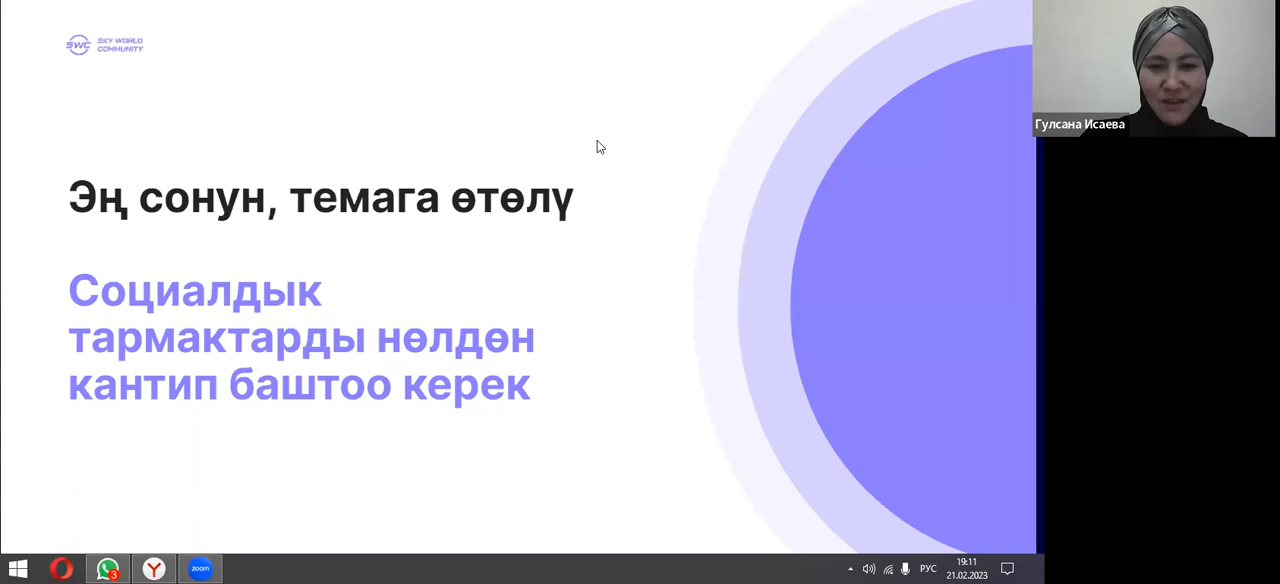 SWC SKY WORLD
COMMUNITY
Гулсана Исаева
Эң сонун, темага өтөлү
Социалдык
тармактарды нөлдөн
кантип баштоо керек
3
zoom
РУС
19:11
21.02.2023